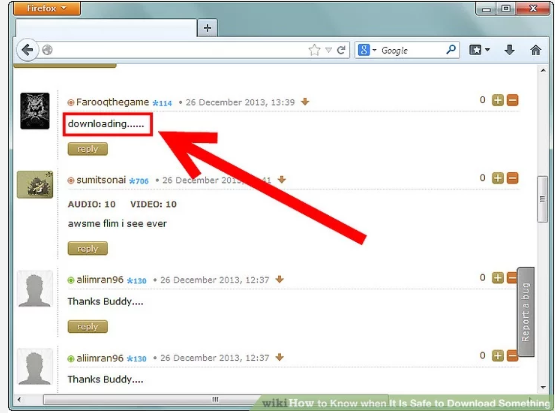 Firefox
Google
Farooqthegame ★114 • 26 December 2013, 13:39
0
downloading......
reply
sumitsonai ★706 • 26 December 2013, 41
0
AUDIO: 10 VIDEO: 10
awsme flim i see ever
reply
aliimran96 ★130 • 26 December 2013, 12:37
0
Thanks Buddy....
reply
Report a bug
aliimran96 ★130 • 26 December 2013, 12:37
0
Thanks Buddy....
wikiHow to Know when It Is Safe to Download Something